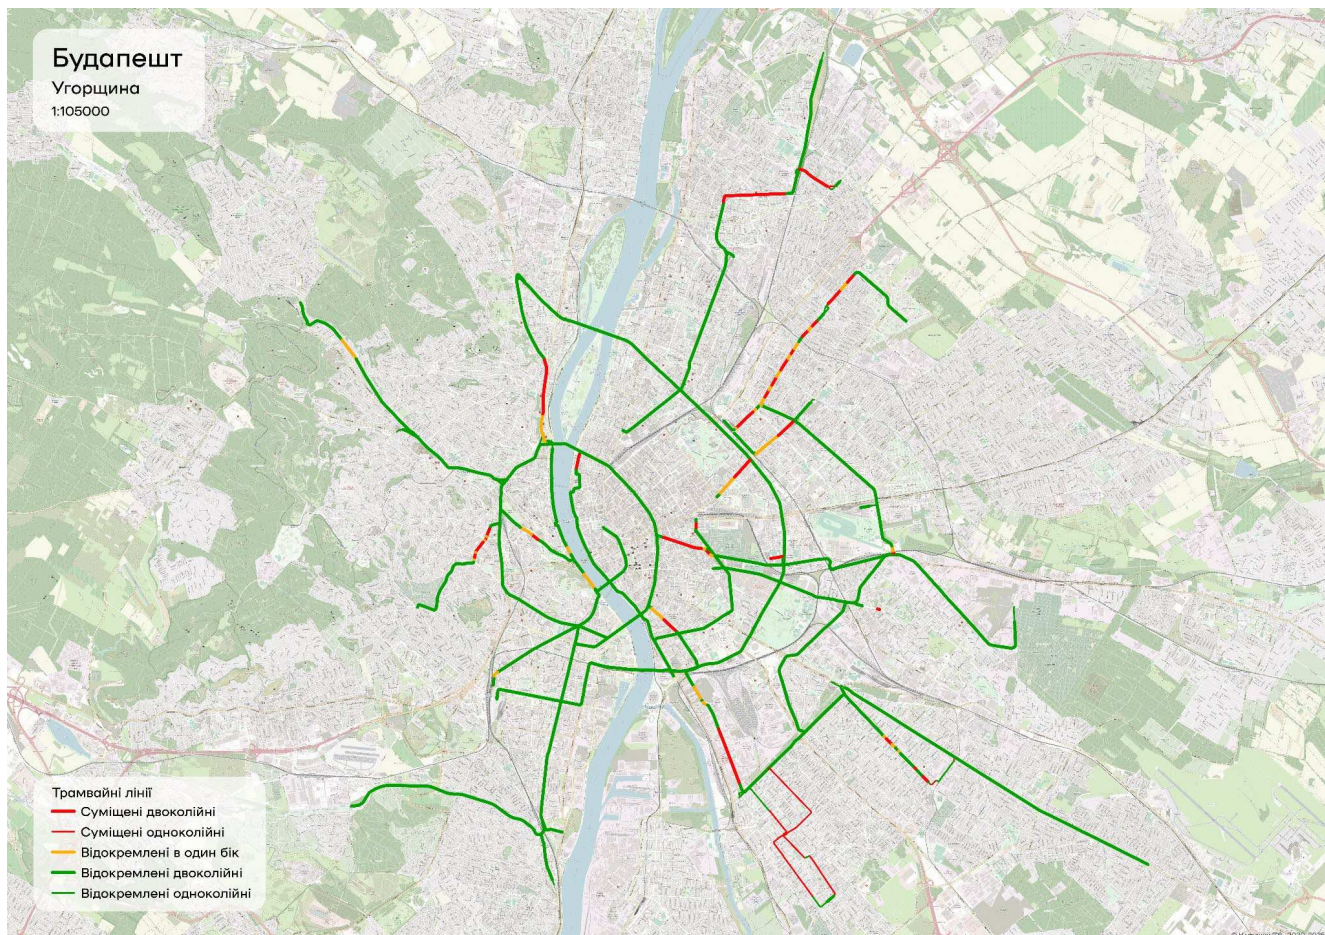 Будапешт
Угорщина
1:105000
Трамвайні лінії
Суміщені двоколійні
Суміщені одноколійні
Відокремлені в один бік
Відокремлені двоколійні
Відокремлені одноколійні